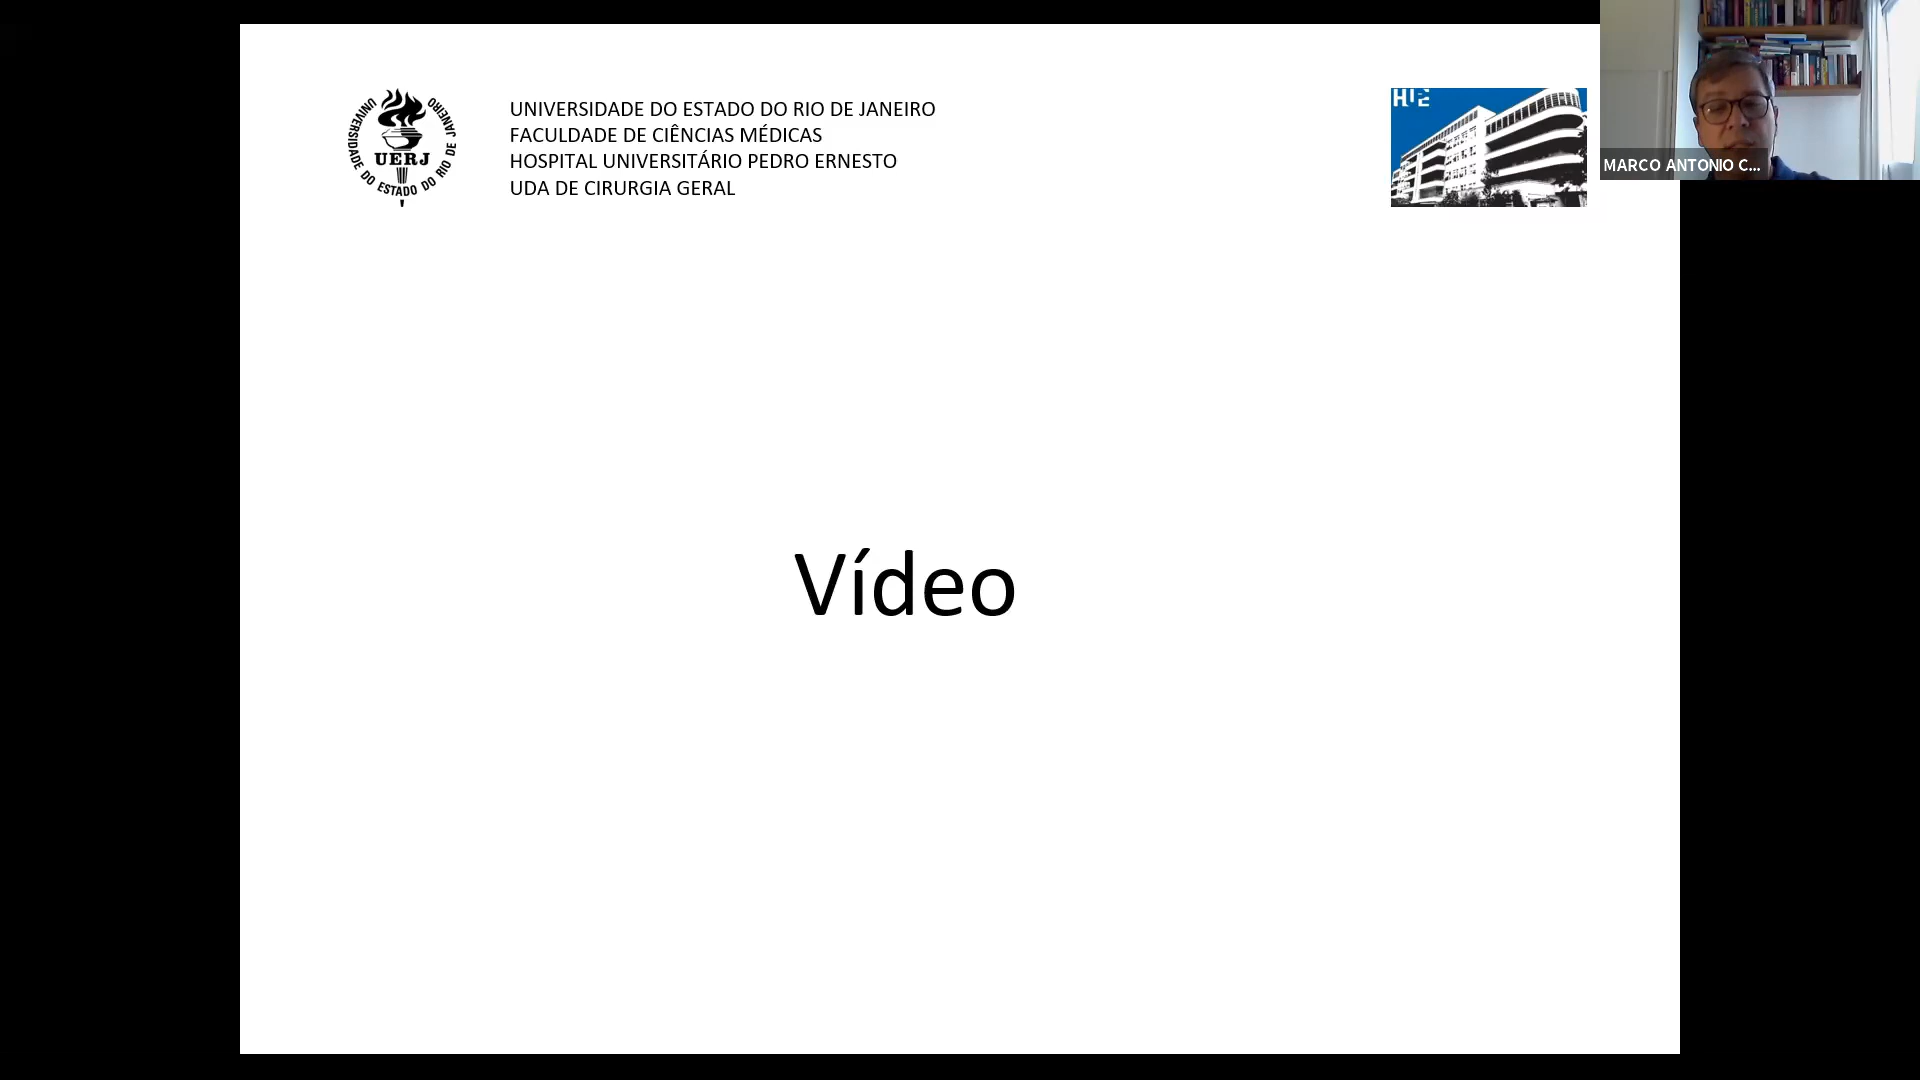 UNIVERSIDADE DO ESTADO DO RIO DE JANEIRO
UERJ
UNIVERSIDADE DO ESTADO DO RIO DE JANEIRO
FACULDADE DE CIÊNCIAS MÉDICAS
HOSPITAL UNIVERSITÁRIO PEDRO ERNESTO
UDA DE CIRURGIA GERAL
MARCO ANTONIO C...
Vídeo